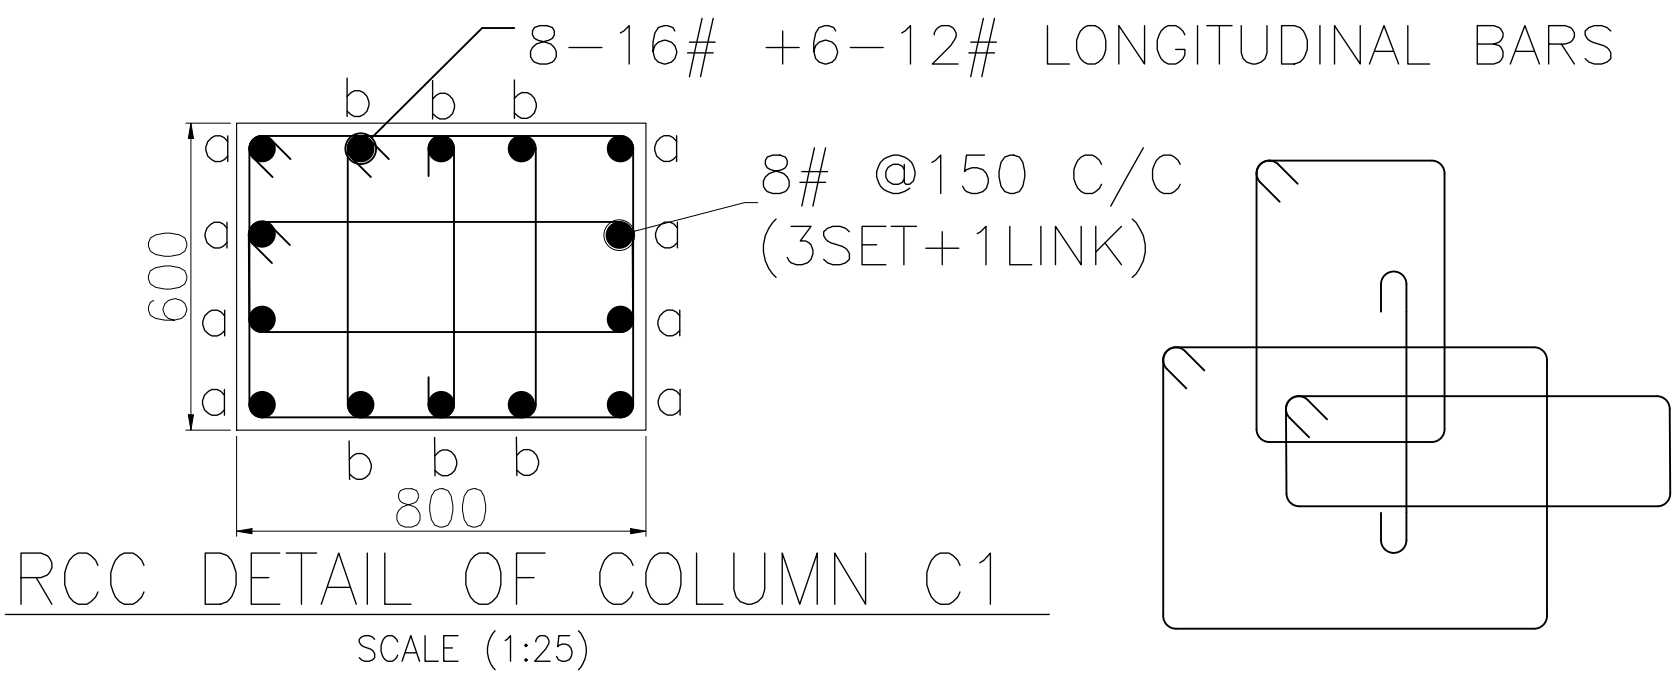 8-16# +6-12# LONGITUDINAL BARS
b b b
a a
8# @150 C/C
(3SET+1LINK)
a a
600
a a
a a
b b b
800
RCC DETAIL OF COLUMN C1
SCALE (1:25)